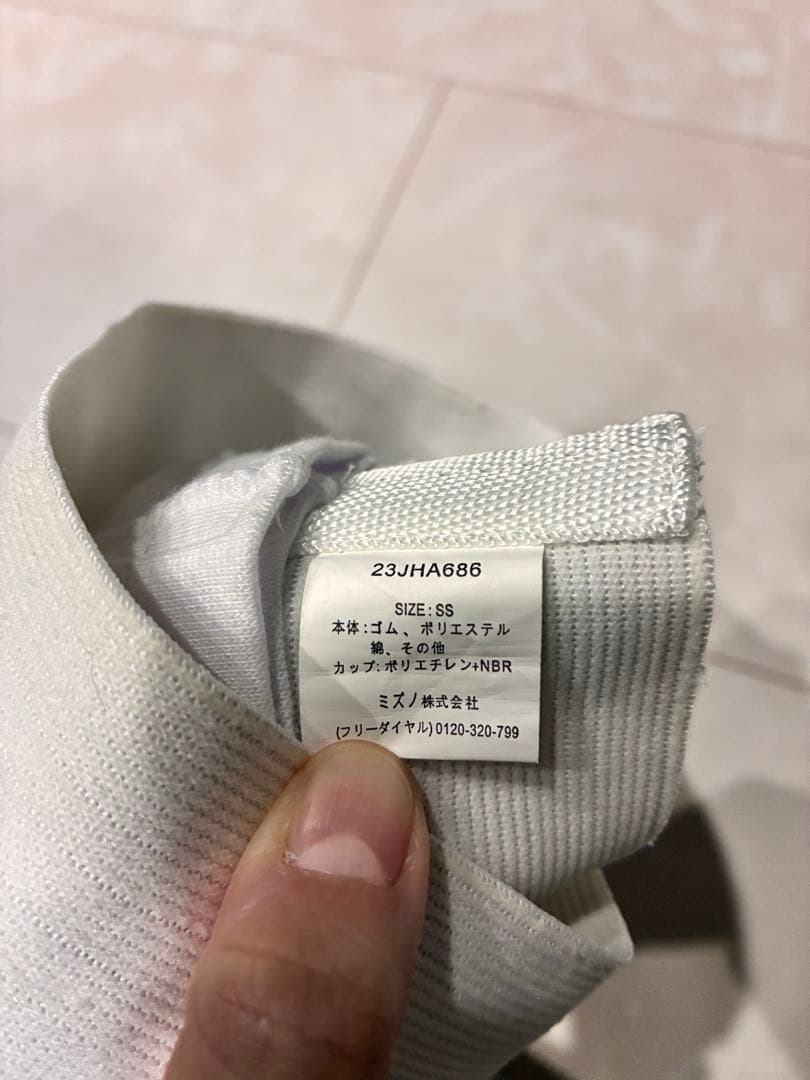 23JHA686
SIZE: SS
本体:ゴム、ポリエステル
綿、その他
カップ:ポリエチレン+NBR
ミズノ株式会社
(フリーダイヤル)0120-320-799